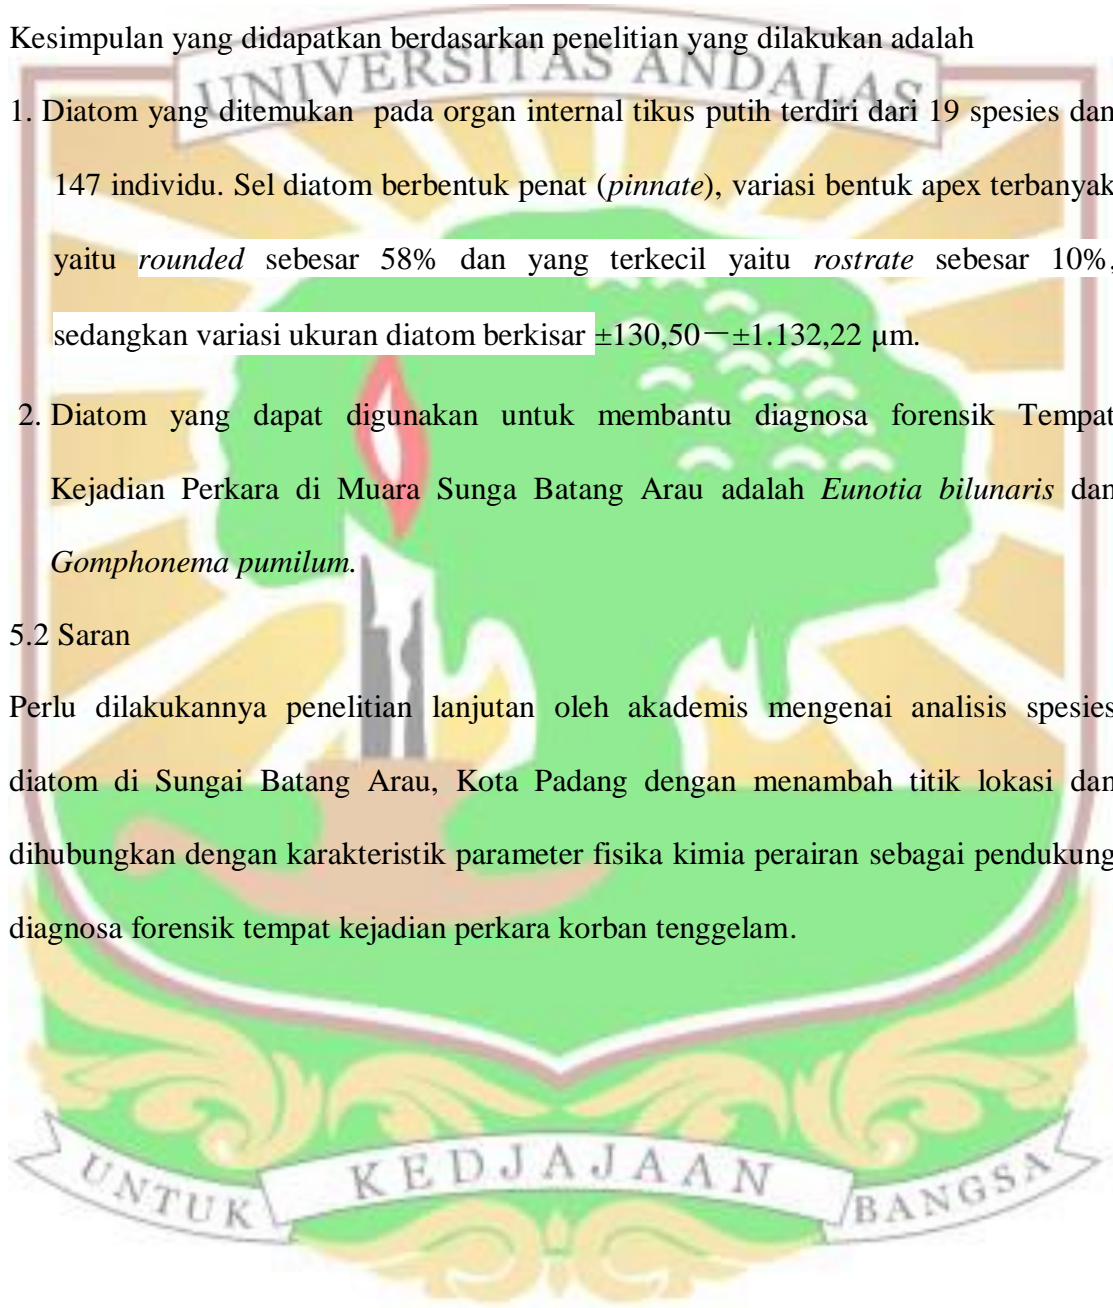 Kesimpulan yang didapatkan berdasarkan penelitian yang dilakukan adalah
UNIVERSITAS ANDALAS
1. Diatom yang ditemukan pada organ internal tikus putih terdiri dari 19 spesies dan
147 individu. Sel diatom berbentuk penat (pinnate), variasi bentuk apex terbanyak
yaitu rounded sebesar 58% dan yang terkecil yaitu rostrate sebesar 10%,
sedangkan variasi ukuran diatom berkisar ±130,50—±1.132,22 µm.
2. Diatom yang dapat digunakan untuk membantu diagnosa forensik Tempat
Kejadian Perkara di Muara Sunga Batang Arau adalah Eunotia bilunaris dan
Gomphonema pumilum.
5.2 Saran
Perlu dilakukannya penelitian lanjutan oleh akademis mengenai analisis spesies
diatom di Sungai Batang Arau, Kota Padang dengan menambah titik lokasi dan
dihubungkan dengan karakteristik parameter fisika kimia perairan sebagai pendukung
diagnosa forensik tempat kejadian perkara korban tenggelam.
UNTUK KEDJAJAAN BANGSA